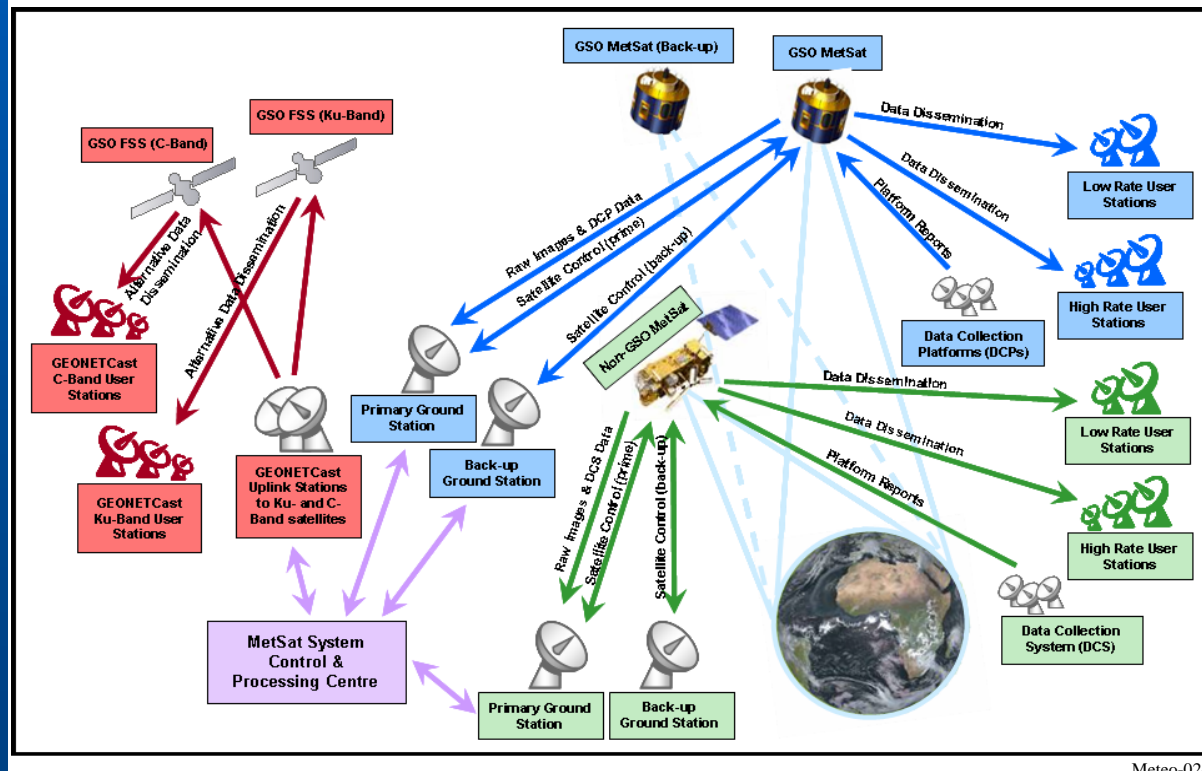 GSO MetSat (Back-up)
GSO MetSat
GSO FSS (Ku-Band)
GSO FSS (C-Band)
Data Dissemination
Data Dissemination
Platform Reports
Low Rate User
Stations
High Rate User
Stations
Data Collection
Platforms (DCPs)
Raw Images & DCP Data
Satellite Control (prime)
Satellite Control (back-up)
Alternative Data
Dissemination
Alternative Data Dissemination
GEONETCast
C-Band User
Stations
GEONETCast
Ku-Band User
Stations
GEONETCast
Uplink Stations
to Ku- and C-
Band satellites
Primary Ground
Station
Back-up
Ground Station
Non-GSO MetSat
Data Dissemination
Data Dissemination
Platform Reports
Low Rate User
Stations
High Rate User
Stations
Data Collection
System (DCS)
Raw Images & DCS Data
Satellite Control (prime)
Satellite Control (back-up)
MetSat System
Control &
Processing Centre
Primary Ground
Station
Back-up
Ground Station
Meteo-02